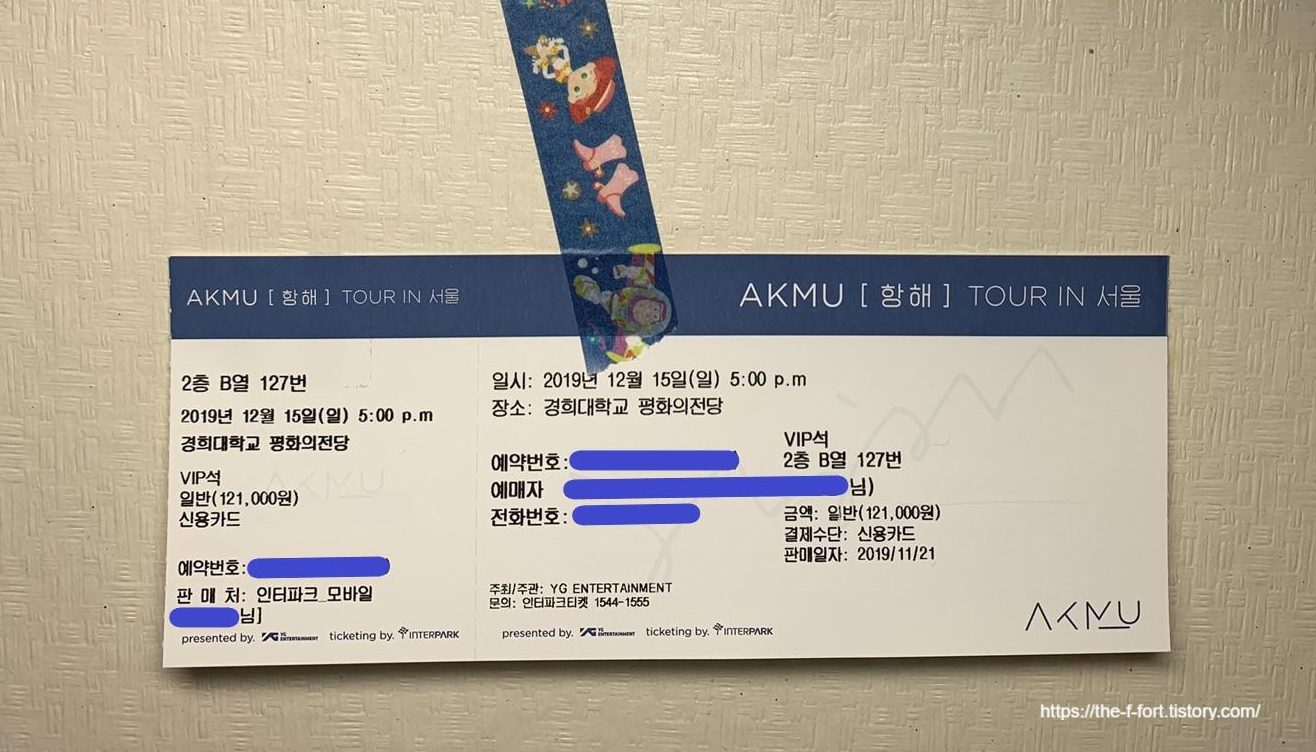 AKMU [ 항해 ] TOUR IN 서울
2층 B열 127번
2019년 12월 15일(일) 5:00 p.m
경희대학교 평화의전당
VIP석
일반(121,000원)
신용카드
예약번호:
판 매 처: 인터파크_모바일
님]
presented by. YG ENTERTAINMENT ticketing by. INTERPARK
AKMU
AKMU [ 항해 ] TOUR IN 서울
일시: 2019년 12월 15일(일) 5:00 p.m
장소: 경희대학교 평화의전당
예약번호:
예매자 님)
전화번호:
VIP석
2층 B열 127번
금액: 일반(121,000원)
결제수단: 신용카드
판매일자: 2019/11/21
주최/주관: YG ENTERTAINMENT
문의: 인터파크티켓 1544-1555
presented by. YG ENTERTAINMENT ticketing by. INTERPARK
AKMU
https://the-f-fort.tistory.com/